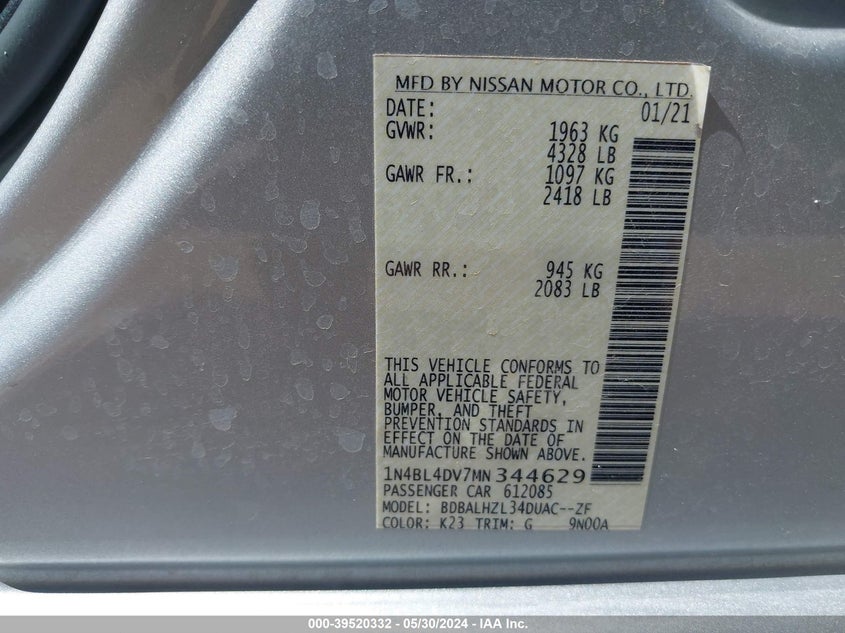 MFD BY NISSAN MOTOR CO., LTD.
DATE: 01/21
GVWR: 1963 KG
4328 LB
GAWR FR.: 1097 KG
2418 LB
GAWR RR.: 945 KG
2083 LB
THIS VEHICLE CONFORMS TO
ALL APPLICABLE FEDERAL
MOTOR VEHICLE SAFETY,
BUMPER, AND THEFT
PREVENTION STANDARDS IN
EFFECT ON THE DATE OF
MANUFACTURE SHOWN ABOVE.
1N4BL4DV7MN344629
PASSENGER CAR 612085
MODEL: BDBALHZL34DUAC--ZF
COLOR: K23 TRIM: G 9N00A
000-39520332 - 05/30/2024 - IAA Inc.